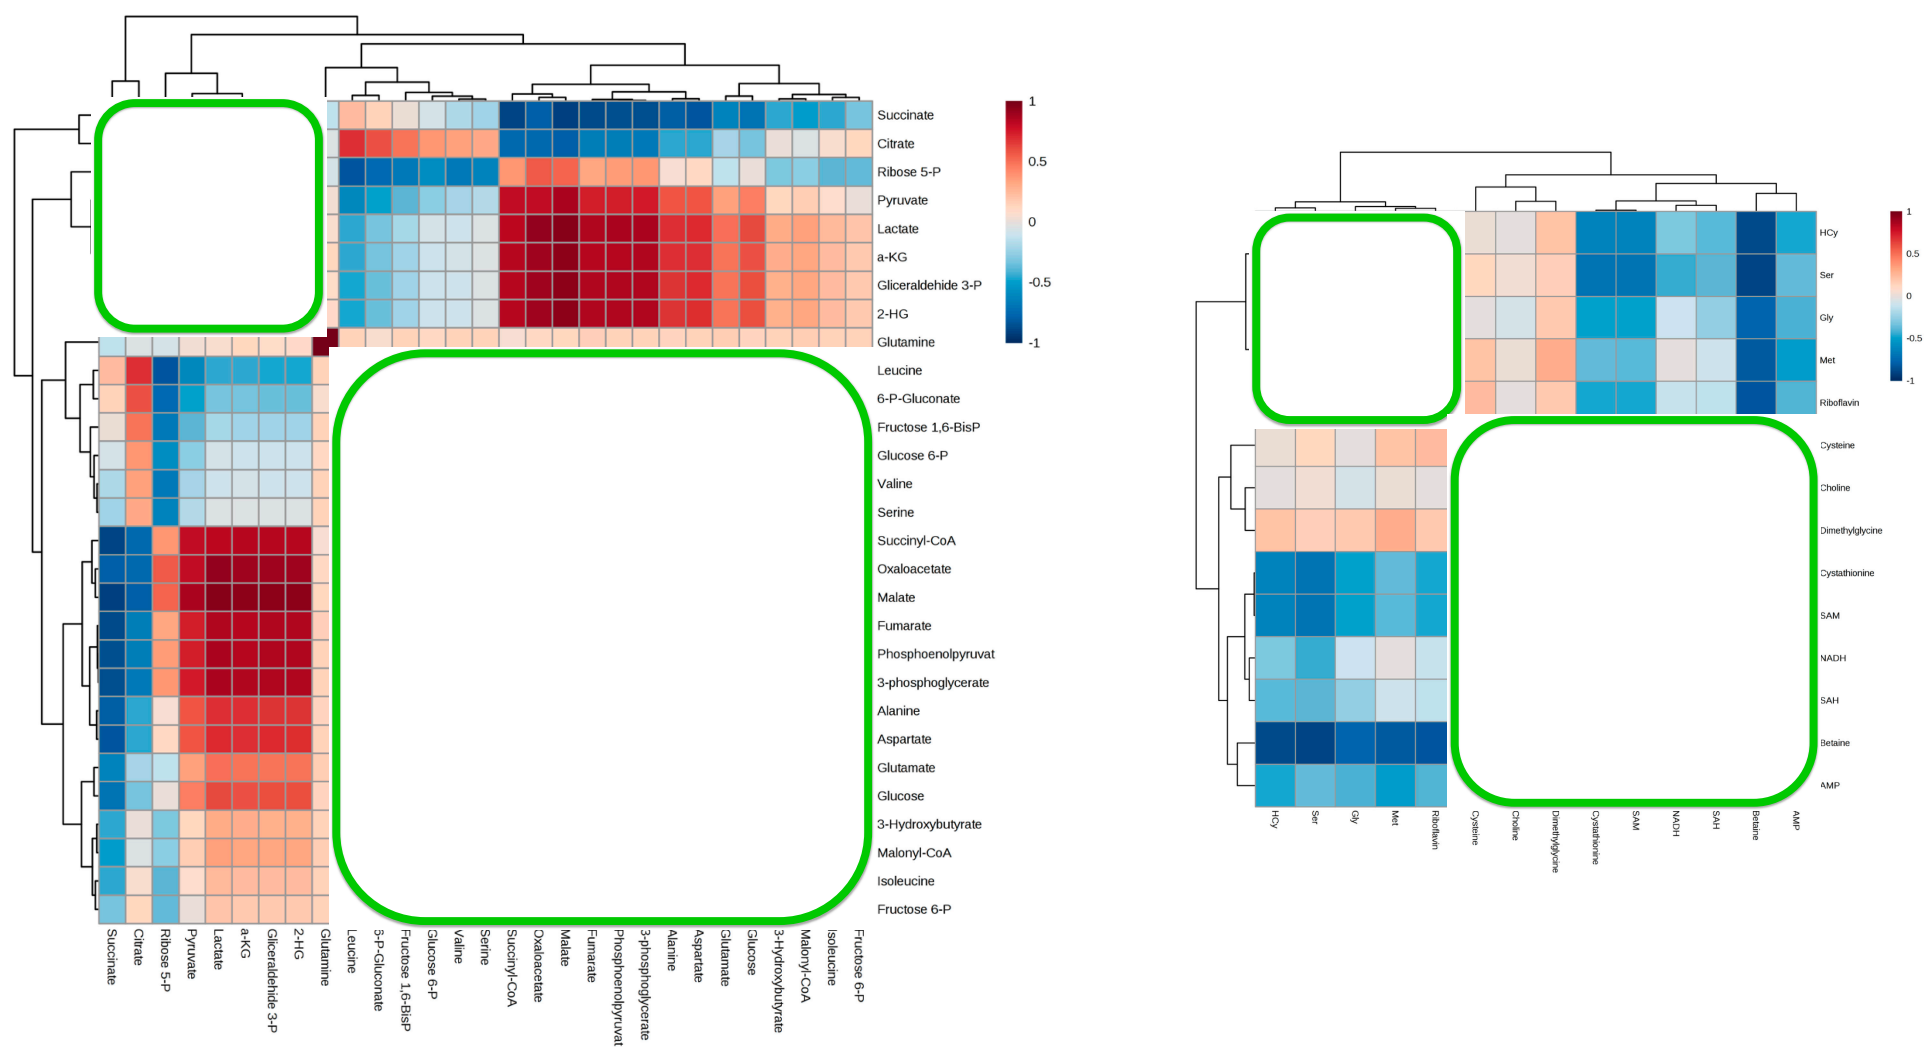 Succinate
Citrate
Ribose 5-P
Pyruvate
Lactate
a-KG
Gliceraldehide 3-P
2-HG
Glutamine
Leucine
6-P-Gluconate
Fructose 1,6-BisP
Glucose 6-P
Valine
Serine
Succinyl-CoA
Oxaloacetate
Malate
Fumarate
Phosphoenolpyruvat
3-phosphoglycerate
Alanine
Aspartate
Glutamate
Glucose
3-Hydroxybutyrate
Malonyl-CoA
Isoleucine
Fructose 6-P
1
0.5
0
-0.5
-1
Succinate
Citrate
Ribose 5-P
Pyruvate
Lactate
a-KG
Gliceraldehide 3-P
2-HG
Glutamine
Leucine
6-P-Gluconate
Fructose 1,6-BisP
Glucose 6-P
Valine
Serine
Succinyl-CoA
Oxaloacetate
Malate
Fumarate
Phosphoenolpyruvat
3-phosphoglycerate
Alanine
Aspartate
Glutamate
Glucose
3-Hydroxybutyrate
Malonyl-CoA
Isoleucine
Fructose 6-P
HCy
Ser
Gly
Met
Riboflavin
Cysteine
Choline
Dimethylglycine
Cystathionine
SAM
NADH
SAH
Betaine
AMP
1
0.5
0
-0.5
-1
HCy
Ser
Gly
Met
Riboflavin
Cysteine
Choline
Dimethylglycine
Cystathionine
SAM
NADH
SAH
Betaine
AMP